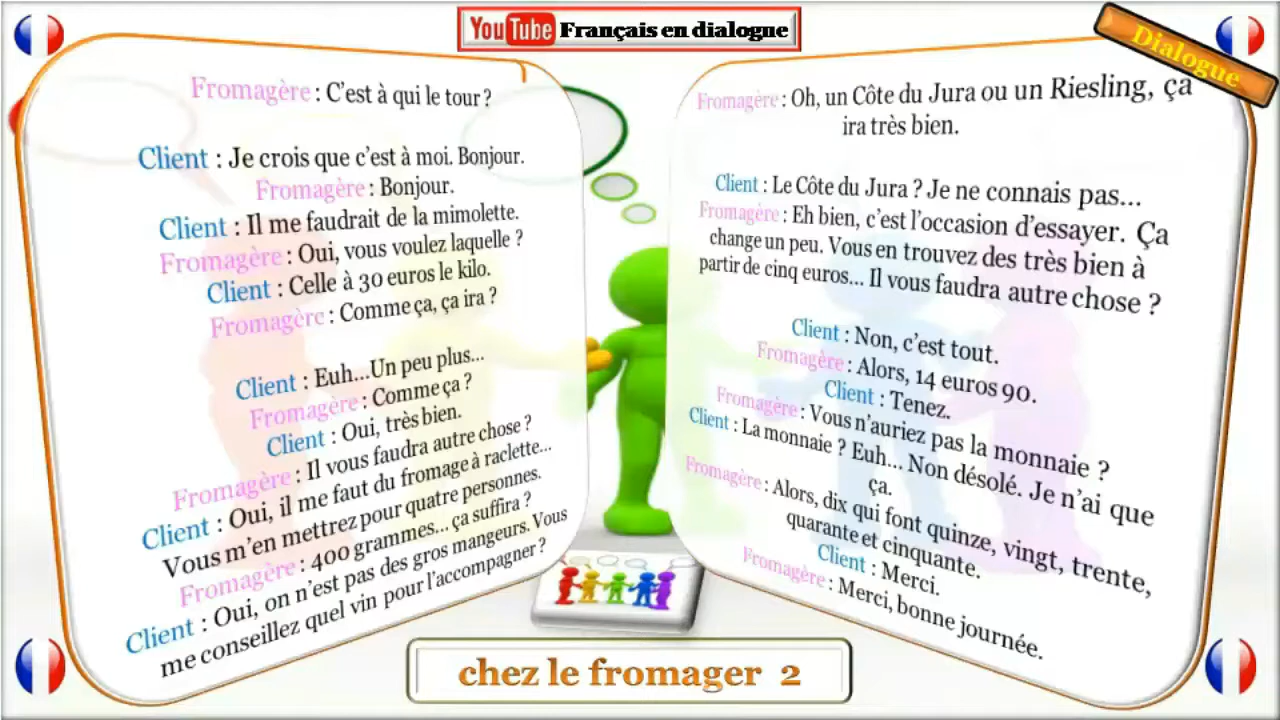 YouTube Français en dialogue
Dialogue
Fromagère : C'est à qui le tour ?
Client : Je crois que c'est à moi. Bonjour.
Fromagère : Bonjour.
Client : Il me faudrait de la mimolette.
Fromagère : Oui, vous voulez laquelle ?
Client : Celle à 30 euros le kilo.
Fromagère : Comme ça, ça ira ?
Client : Euh...Un peu plus...
Fromagère : Comme ça ?
Client : Oui, très bien.
Fromagère : Il vous faudra autre chose ?
Client : Oui, il me faut du fromage à raclette...
Vous m'en mettrez pour quatre personnes.
Fromagère : 400 grammes... ça suffira ?
Client : Oui, on n'est pas des gros mangeurs. Vous
me conseillez quel vin pour l'accompagner ?
Fromagère : Oh, un Côte du Jura ou un Riesling, ça
ira très bien.
Client : Le Côte du Jura ? Je ne connais pas...
Fromagère : Eh bien, c'est l'occasion d'essayer. Ça
change un peu. Vous en trouvez des très bien à
partir de cinq euros... Il vous faudra autre chose ?
Client : Non, c'est tout.
Fromagère : Alors, 14 euros 90.
Client : Tenez.
Fromagère : Vous n'auriez pas la monnaie ?
Client : La monnaie ? Euh... Non désolé. Je n'ai que
ça.
Fromagère : Alors, dix qui font quinze, vingt, trente,
quarante et cinquante.
Client : Merci.
Fromagère : Merci, bonne journée.
chez le fromager 2